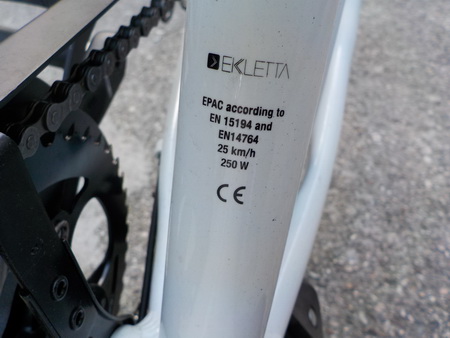 EKLETTA
EPAC according to
EN 15194 and
EN14764
25 km/h
250 W
CE